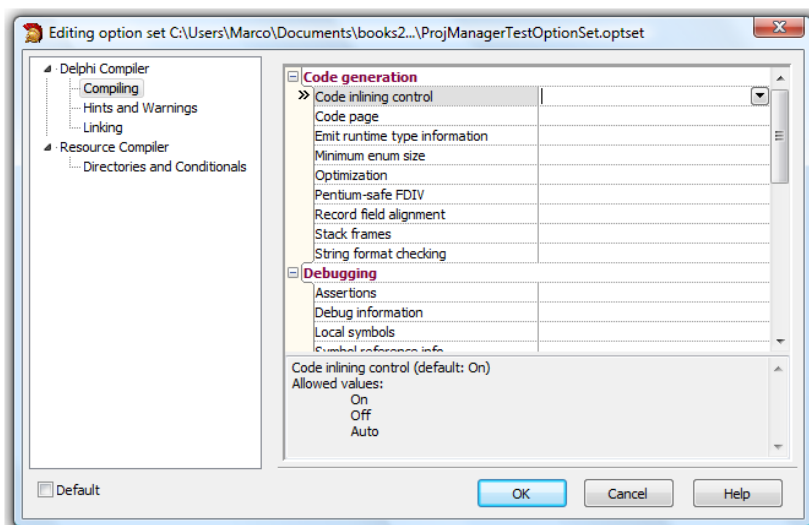 Editing option set C:\Users\Marco\Documents\books2...\ProjManagerTestOptionSet.optset
Delphi Compiler
Compiling
Hints and Warnings
Linking
Resource Compiler
Directories and Conditionals
Code generation
Code inlining control
Code page
Emit runtime type information
Minimum enum size
Optimization
Pentium-safe FDIV
Record field alignment
Stack frames
String format checking
Debugging
Assertions
Debug information
Local symbols
Symbol reference info
Code inlining control (default: On)
Allowed values:
On
Off
Auto
Default
OK
Cancel
Help